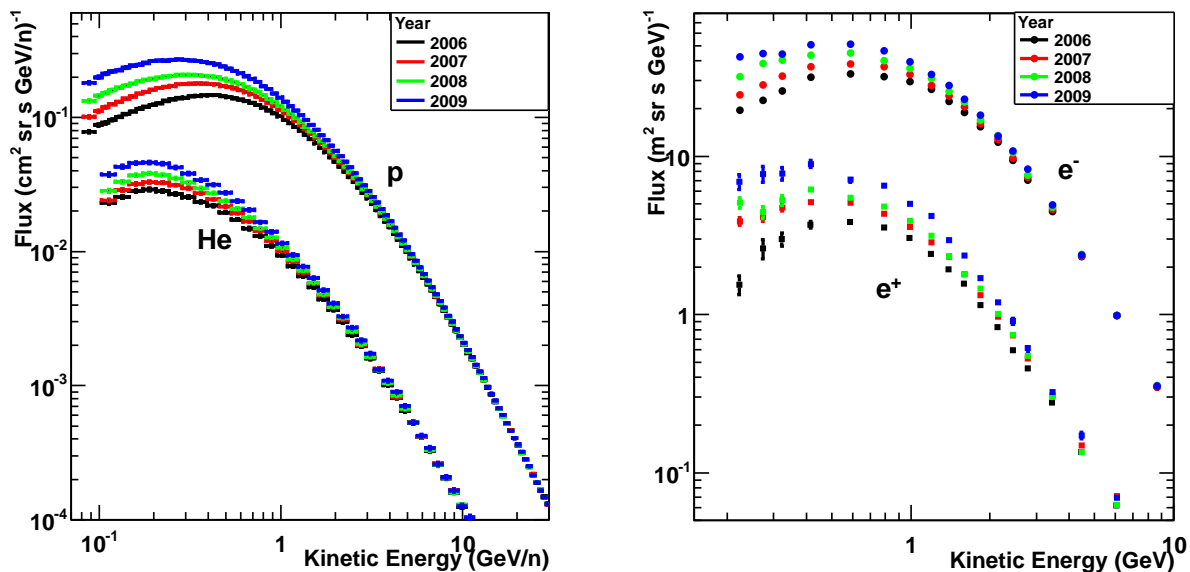 Flux (cm² sr s GeV/n)⁻¹
10⁻¹
10⁻²
10⁻³
10⁻⁴
Year
2006
2007
2008
2009
p
He
10⁻¹
1
10
Kinetic Energy (GeV/n)
Flux (m² sr s GeV)⁻¹
10
1
10⁻¹
Year
2006
2007
2008
2009
e⁻
e⁺
1
10
Kinetic Energy (GeV)